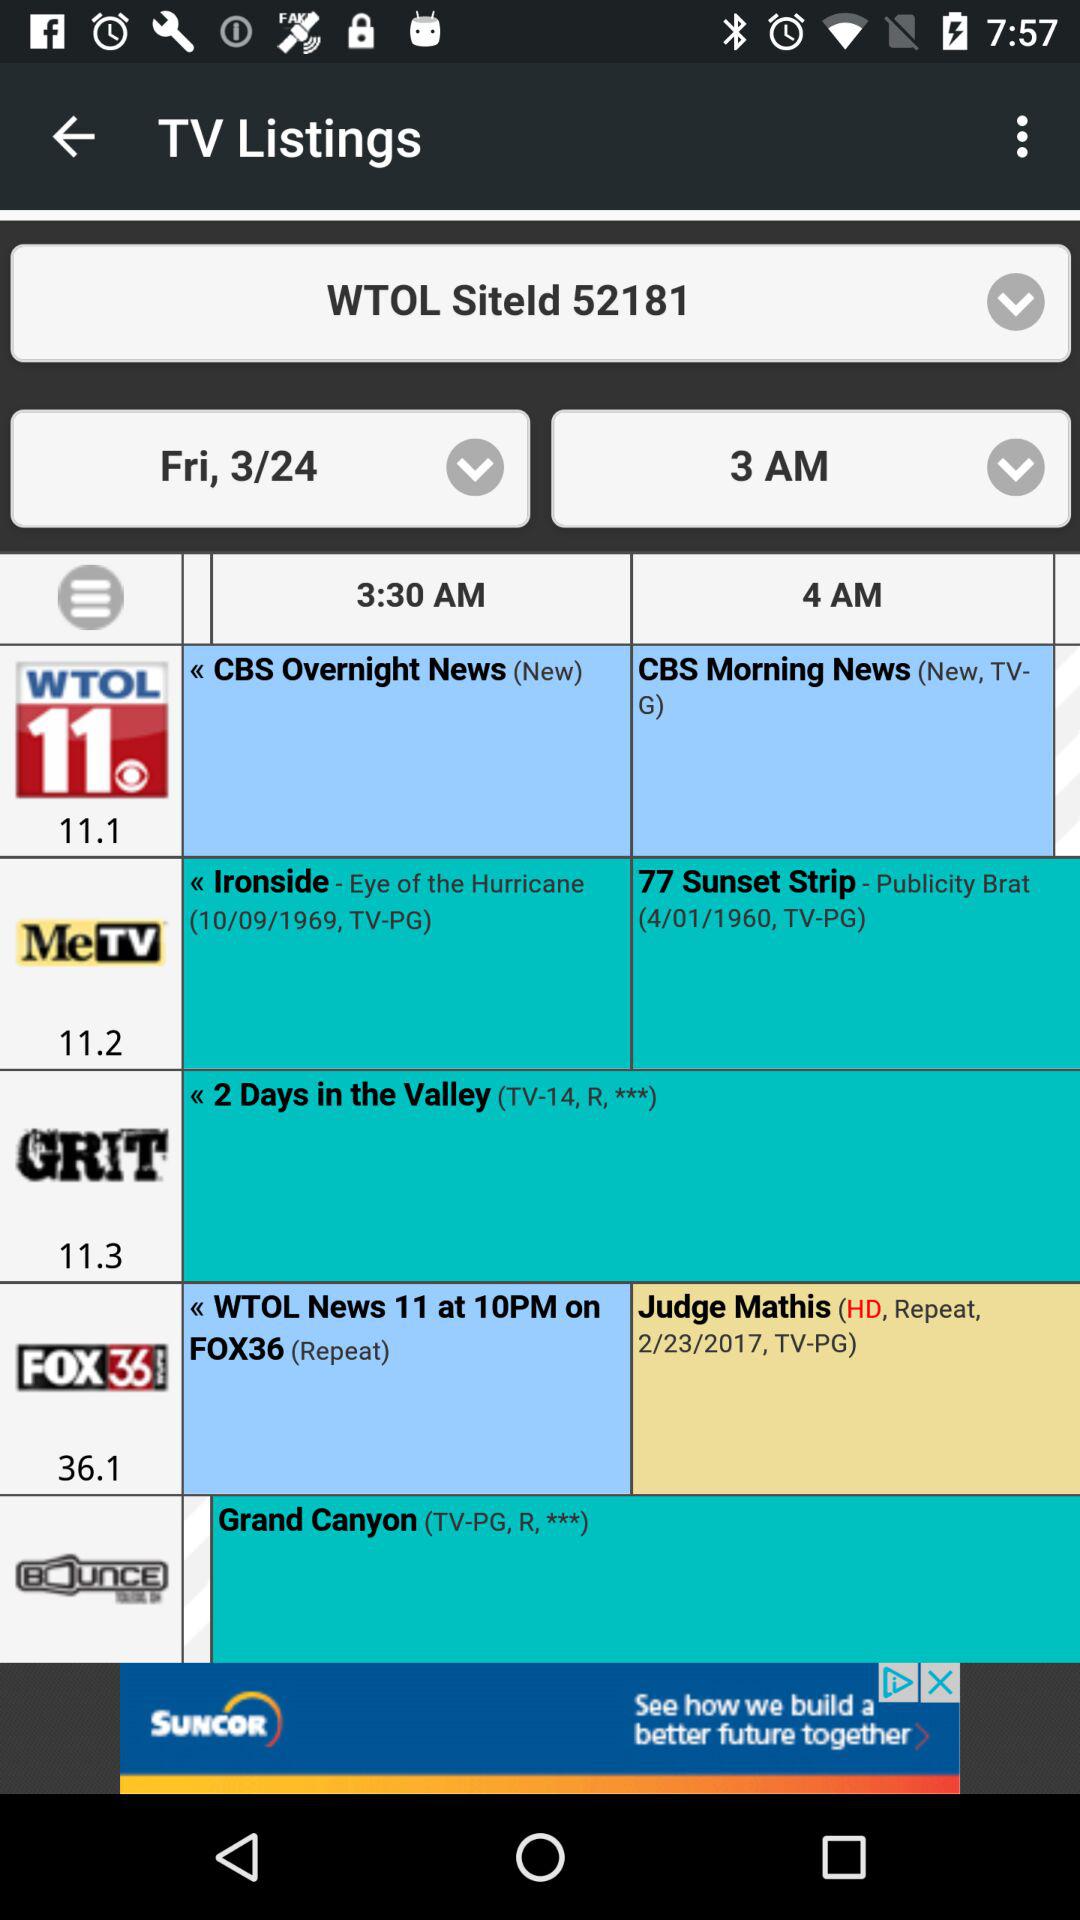 FAKE
7:57
TV Listings
WTOL SiteId 52181
Fri, 3/24
3 AM
3:30 AM
4 AM
WTOL
11
11.1
« CBS Overnight News (New)
CBS Morning News (New, TV-
G)
MeTV
11.2
« Ironside - Eye of the Hurricane
(10/09/1969, TV-PG)
77 Sunset Strip - Publicity Brat
(4/01/1960, TV-PG)
GRIT
11.3
« 2 Days in the Valley (TV-14, R, ***)
FOX 36
36.1
« WTOL News 11 at 10PM on
FOX36 (Repeat)
Judge Mathis (HD, Repeat,
2/23/2017, TV-PG)
BOUNCE
Grand Canyon (TV-PG, R, ***)
SUNCOR
See how we build a
better future together